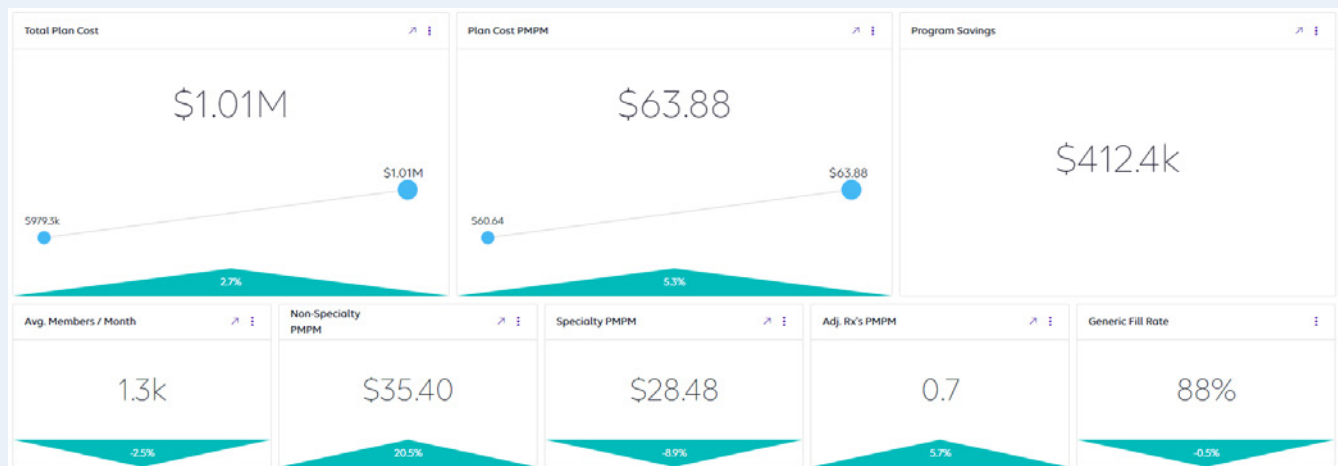 Total Plan Cost
$1.01M
$979.3k
$1.01M
2.7%
Plan Cost PMPM
$63.88
$60.64
$63.88
5.3%
Program Savings
$412.4k
Avg. Members / Month
1.3k
-2.5%
Non-Specialty
PMPM
$35.40
20.5%
Specialty PMPM
$28.48
-8.9%
Adj. Rx's PMPM
0.7
5.7%
Generic Fill Rate
88%
-0.5%